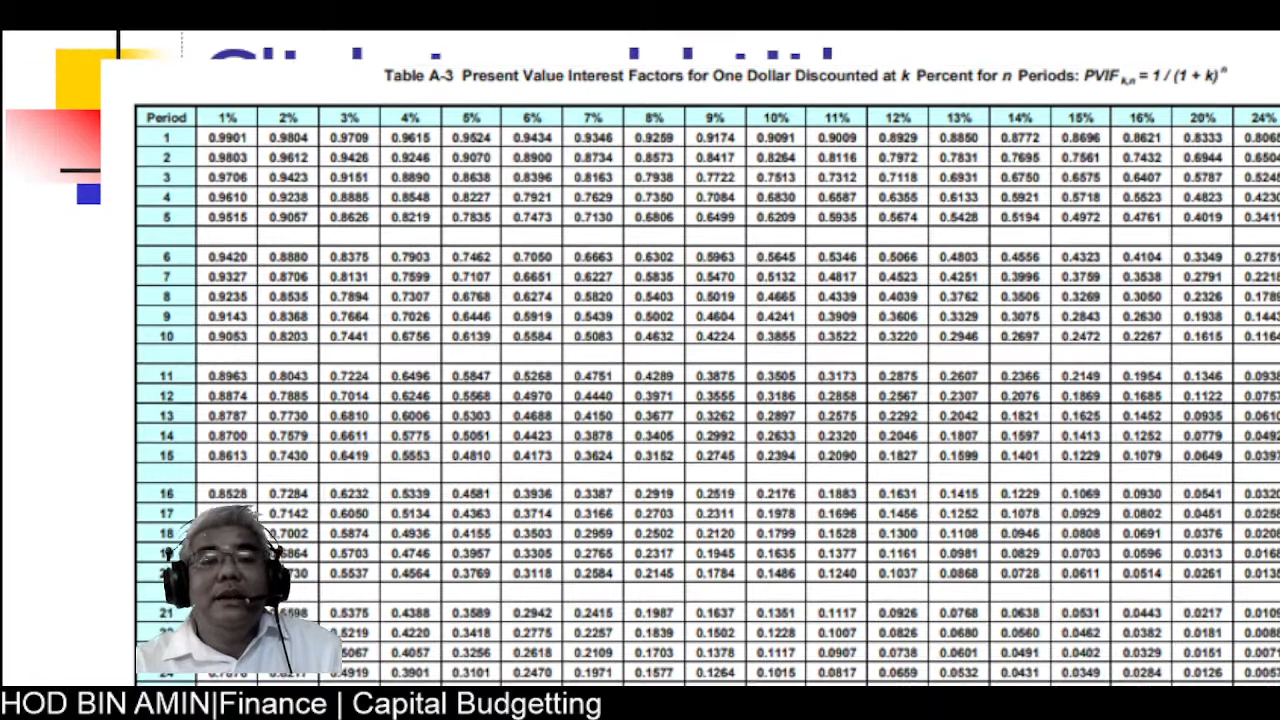 Table A-3 Present Value Interest Factors for One Dollar Discounted at k Percent for n Periods: PVIF k,n = 1 / (1 + k) n
Period 1% 2% 3% 4% 5% 6% 7% 8% 9% 10% 11% 12% 13% 14% 15% 16% 20% 24%
1 0.9901 0.9804 0.9709 0.9615 0.9524 0.9434 0.9346 0.9259 0.9174 0.9091 0.9009 0.8929 0.8850 0.8772 0.8696 0.8621 0.8333
2 0.9803 0.9612 0.9426 0.9246 0.9070 0.8900 0.8734 0.8573 0.8417 0.8264 0.8116 0.7972 0.7831 0.7695 0.7561 0.7432 0.6944
3 0.9706 0.9423 0.9151 0.8890 0.8638 0.8396 0.8163 0.7938 0.7722 0.7513 0.7312 0.7118 0.6931 0.6750 0.6575 0.6407 0.5787
4 0.9610 0.9238 0.8885 0.8548 0.8227 0.7921 0.7629 0.7350 0.7084 0.6830 0.6587 0.6355 0.6133 0.5921 0.5718 0.5523 0.4823
5 0.9515 0.9057 0.8626 0.8219 0.7835 0.7473 0.7130 0.6806 0.6499 0.6209 0.5935 0.5674 0.5428 0.5194 0.4972 0.4761 0.4019
6 0.9420 0.8880 0.8375 0.7903 0.7462 0.7050 0.6663 0.6302 0.5963 0.5645 0.5346 0.5066 0.4803 0.4556 0.4323 0.4104 0.3349
7 0.9327 0.8706 0.8131 0.7599 0.7107 0.6651 0.6227 0.5835 0.5470 0.5132 0.4817 0.4523 0.4251 0.3996 0.3759 0.3538 0.2791
8 0.9235 0.8535 0.7894 0.7307 0.6768 0.6274 0.5820 0.5403 0.5019 0.4665 0.4339 0.4039 0.3762 0.3506 0.3269 0.3050 0.2326
9 0.9143 0.8368 0.7664 0.7026 0.6446 0.5919 0.5439 0.5002 0.4604 0.4241 0.3909 0.3606 0.3329 0.3075 0.2843 0.2630 0.1938
10 0.9053 0.8203 0.7441 0.6756 0.6139 0.5584 0.5083 0.4632 0.4224 0.3855 0.3522 0.3220 0.2946 0.2697 0.2472 0.2267 0.1615
11 0.8963 0.8043 0.7224 0.6496 0.5847 0.5268 0.4751 0.4289 0.3875 0.3505 0.3173 0.2875 0.2607 0.2366 0.2149 0.1954 0.1346
12 0.8874 0.7885 0.7014 0.6246 0.5568 0.4970 0.4440 0.3971 0.3555 0.3186 0.2858 0.2567 0.2307 0.2076 0.1869 0.1685 0.1122
13 0.8787 0.7730 0.6810 0.6006 0.5303 0.4688 0.4150 0.3677 0.3262 0.2897 0.2575 0.2292 0.2042 0.1821 0.1625 0.1452 0.0935
14 0.8700 0.7579 0.6611 0.5775 0.5051 0.4423 0.3878 0.3405 0.2992 0.2633 0.2320 0.2046 0.1807 0.1597 0.1413 0.1252 0.0779
15 0.8613 0.7430 0.6419 0.5553 0.4810 0.4173 0.3624 0.3152 0.2745 0.2394 0.2090 0.1827 0.1599 0.1401 0.1229 0.1079 0.0649
16 0.8528 0.7284 0.6232 0.5339 0.4581 0.3936 0.3387 0.2919 0.2519 0.2176 0.1883 0.1631 0.1415 0.1229 0.1069 0.0930 0.0541
17 0.7142 0.6050 0.5134 0.4363 0.3714 0.3166 0.2703 0.2311 0.1978 0.1696 0.1456 0.1252 0.1078 0.0929 0.0802 0.0451
18 0.5874 0.4936 0.4155 0.3503 0.2959 0.2502 0.2120 0.1799 0.1528 0.1300 0.1108 0.0946 0.0808 0.0691 0.0376
0.5703 0.4746 0.3957 0.3305 0.2765 0.2317 0.1945 0.1635 0.1377 0.1161 0.0981 0.0829 0.0703 0.0596 0.0313
0.5537 0.4564 0.3769 0.3118 0.2584 0.2145 0.1784 0.1486 0.1240 0.1037 0.0868 0.0728 0.0611 0.0514 0.0261
21 0.5375 0.4388 0.3589 0.2942 0.2415 0.1987 0.1637 0.1351 0.1117 0.0926 0.0768 0.0638 0.0531 0.0443 0.0217
0.4220 0.3418 0.2775 0.2257 0.1839 0.1502 0.1228 0.1007 0.0826 0.0680 0.0560 0.0462 0.0382 0.0181
0.4057 0.3256 0.2618 0.2109 0.1703 0.1378 0.1117 0.0907 0.0738 0.0601 0.0491 0.0402 0.0329 0.0151
0.4919 0.3901 0.3101 0.2470 0.1971 0.1577 0.1264 0.1015 0.0817 0.0659 0.0532 0.0431 0.0349 0.0284 0.0126
HOD BIN AMIN|Finance | Capital Budgetting